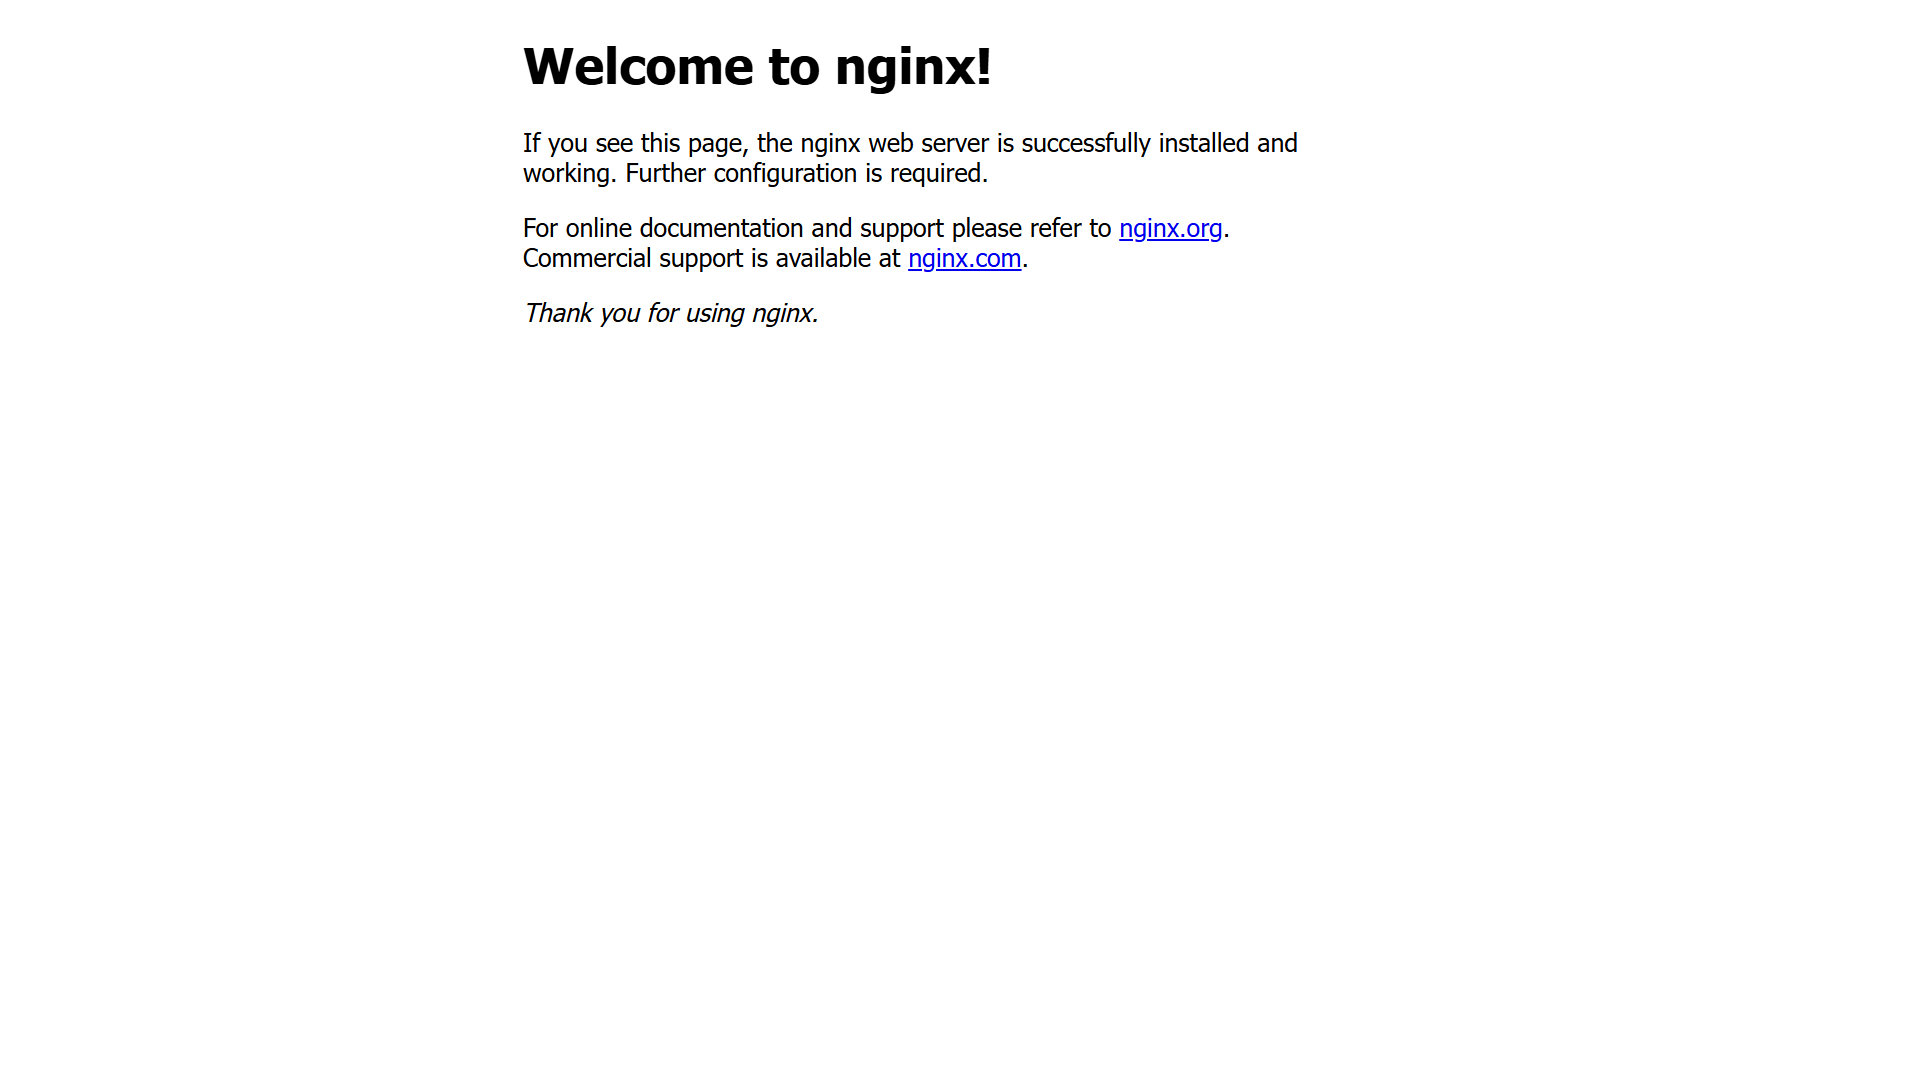 Welcome to nginx!
If you see this page, the nginx web server is successfully installed and
working. Further configuration is required.
For online documentation and support please refer to nginx.org.
Commercial support is available at nginx.com.
Thank you for using nginx.